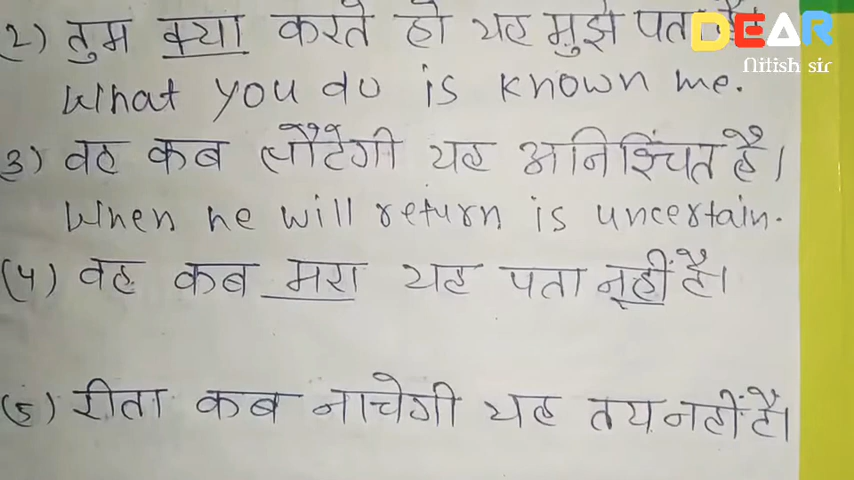 (2) तुम क्या करते हो यह मुझे पता है।
DEAR
Nitish sir
What you do is known me.
3) वह कब लौटेगी यह अनिश्चिंत है।
When he will return is uncertain.
(4) वह कब मरा यह पता नहीं है।
(5) रीता कब नाचेगी यह तय नहीं है।